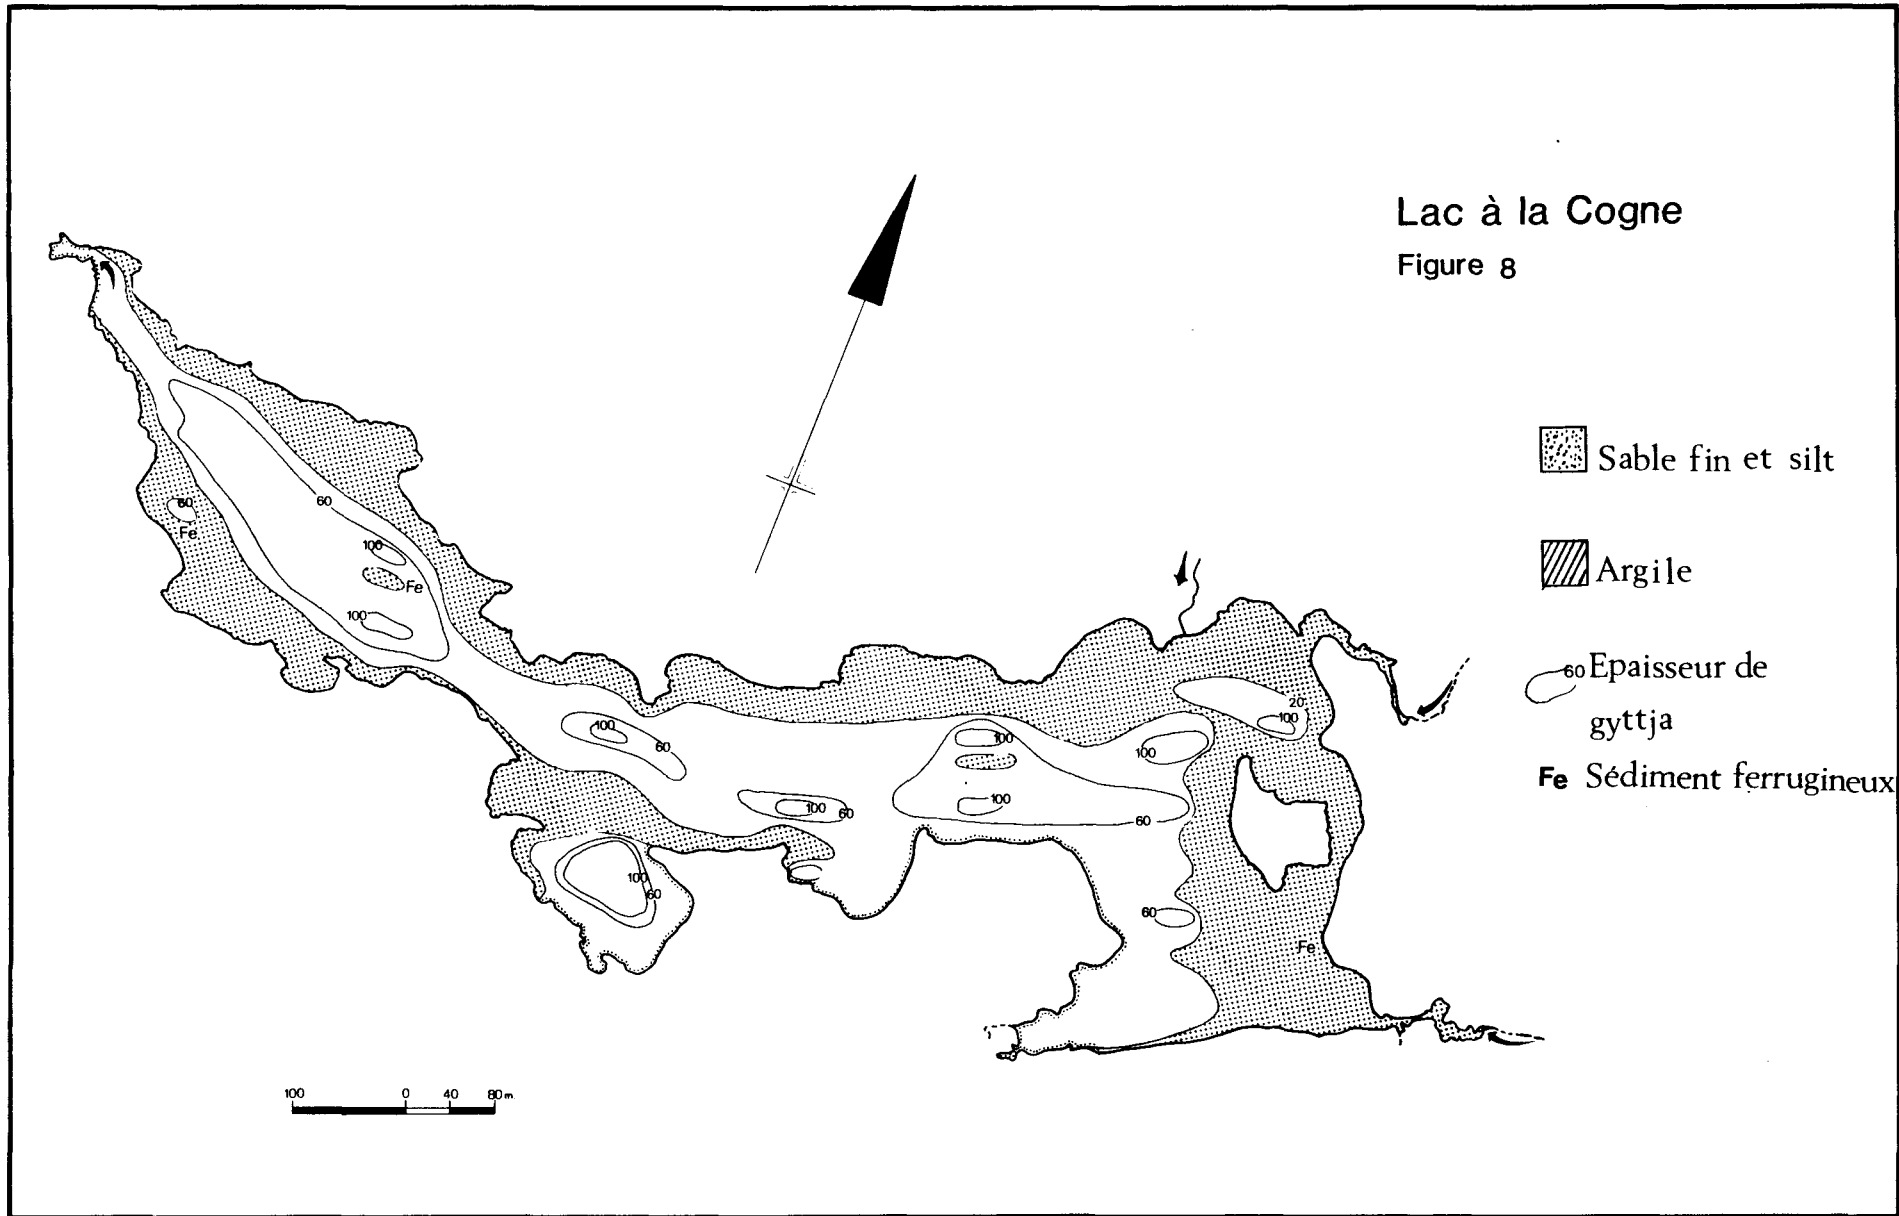 Lac à la Cogne
Figure 8
Sable fin et silt
Argile
60 Epaisseur de
gyttja
Fe Sédiment ferrugineux
60
60
Fe
100
Fe
100
20
100
100
60
100
100
100
100
60
60
100
60
60
Fe
100 0 40 80 m.